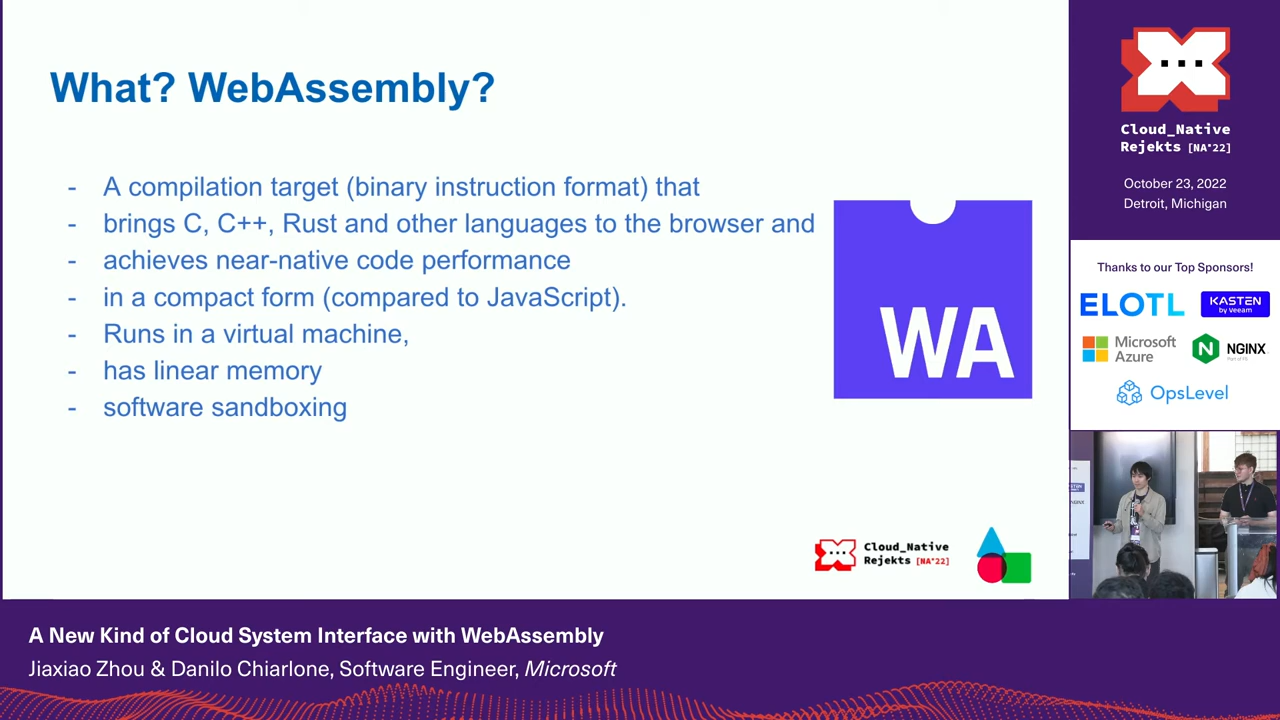 What? WebAssembly?
- A compilation target (binary instruction format) that
- brings C, C++, Rust and other languages to the browser and
- achieves near-native code performance
- in a compact form (compared to JavaScript).
- Runs in a virtual machine,
- has linear memory
- software sandboxing
WA
Cloud_Native
Rejekts [NA'22]
Cloud_Native
Rejekts [NA'22]
October 23, 2022
Detroit, Michigan
Thanks to our Top Sponsors!
ELOTL
KASTEN
by Veeam
Microsoft
Azure
N NGINX
OpsLevel
A New Kind of Cloud System Interface with WebAssembly
Jiaxiao Zhou & Danilo Chiarlone, Software Engineer, Microsoft